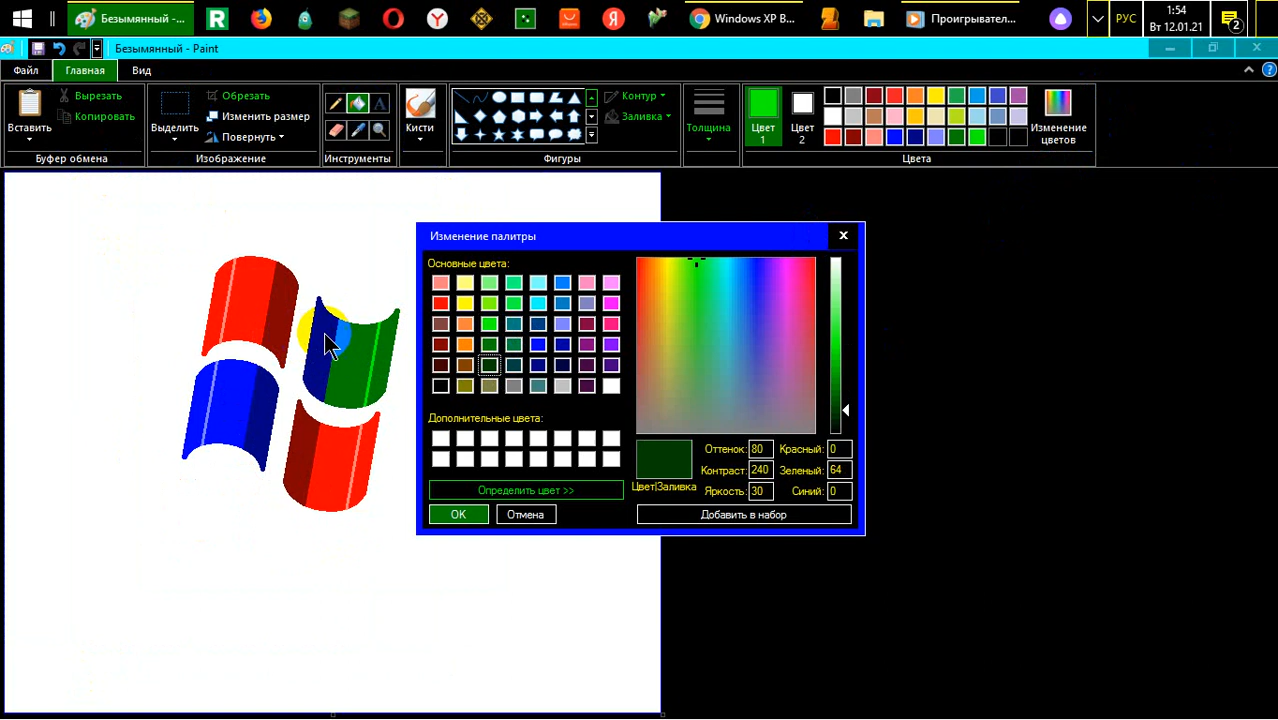 Безымянный -...
Windows XP B...
Проигрывател...
РУС
1:54
Вт 12.01.21
2
Безымянный - Paint
Файл
Главная
Вид
Вставить
Вырезать
Копировать
Буфер обмена
Выделить
Обрезать
Изменить размер
Повернуть
Изображение
A
Инструменты
Кисти
Контур
Заливка
Фигуры
Толщина
Цвет
1
Цвет
2
Изменение
цветов
Цвета
Изменение палитры
Основные цвета:
Дополнительные цвета:
Определить цвет >>
OK
Отмена
Цвет|Заливка
Оттенок: 80
Контраст: 240
Яркость: 30
Красный: 0
Зеленый: 64
Синий: 0
Добавить в набор